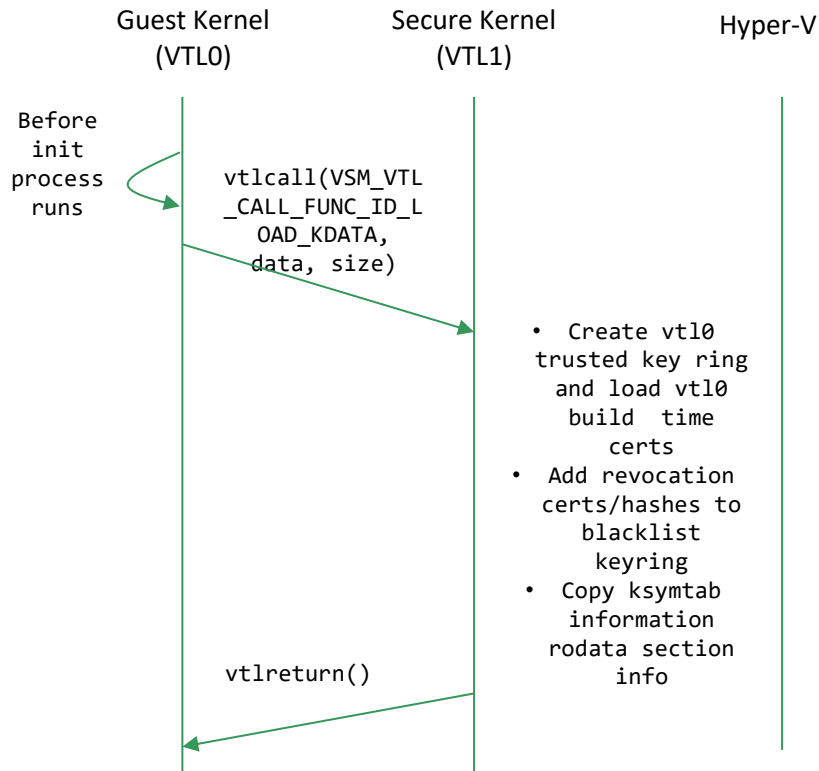 Guest Kernel
(VTL0)
Secure Kernel
(VTL1)
Hyper-V
Before
init
process
runs
vtlcall(VSM_VTL
_CALL_FUNC_ID_L
OAD_KDATA,
data, size)
• Create vtl0
trusted key ring
and load vtl0
build time
certs
• Add revocation
certs/hashes to
blacklist
keyring
• Copy ksymtab
information
rodata section
info
vtlreturn()